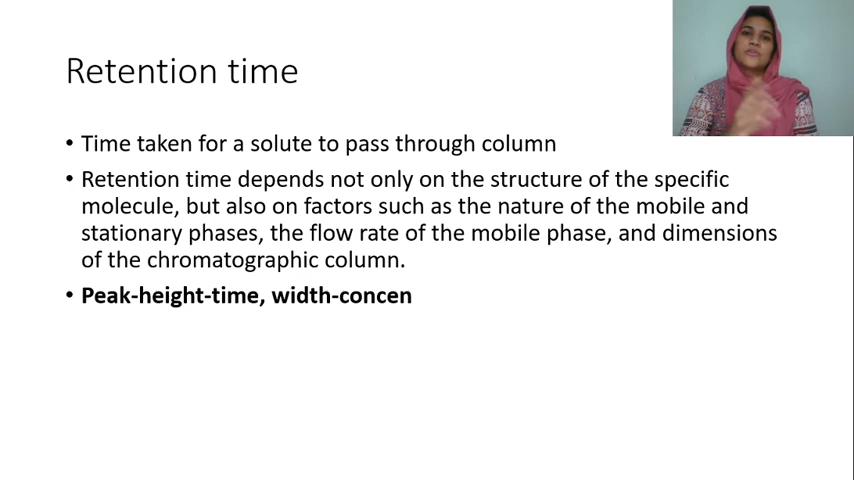 Retention time
• Time taken for a solute to pass through column
• Retention time depends not only on the structure of the specific
molecule, but also on factors such as the nature of the mobile and
stationary phases, the flow rate of the mobile phase, and dimensions
of the chromatographic column.
• Peak-height-time, width-concen